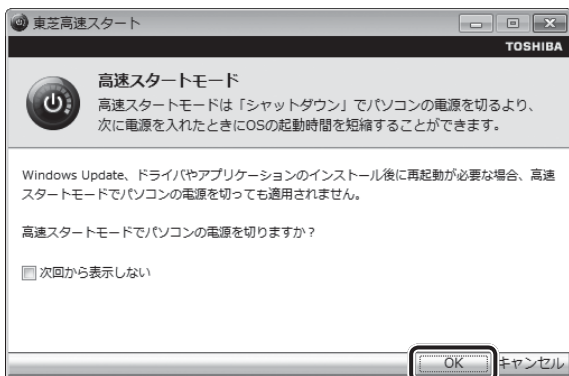 東芝高速スタート
TOSHIBA
高速スタートモード
高速スタートモードは「シャットダウン」でパソコンの電源を切るより、
次に電源を入れたときにOSの起動時間を短縮することができます。
Windows Update、ドライバやアプリケーションのインストール後に再起動が必要な場合、高速
スタートモードでパソコンの電源を切っても適用されません。
高速スタートモードでパソコンの電源を切りますか？
次回から表示しない
OK
キャンセル